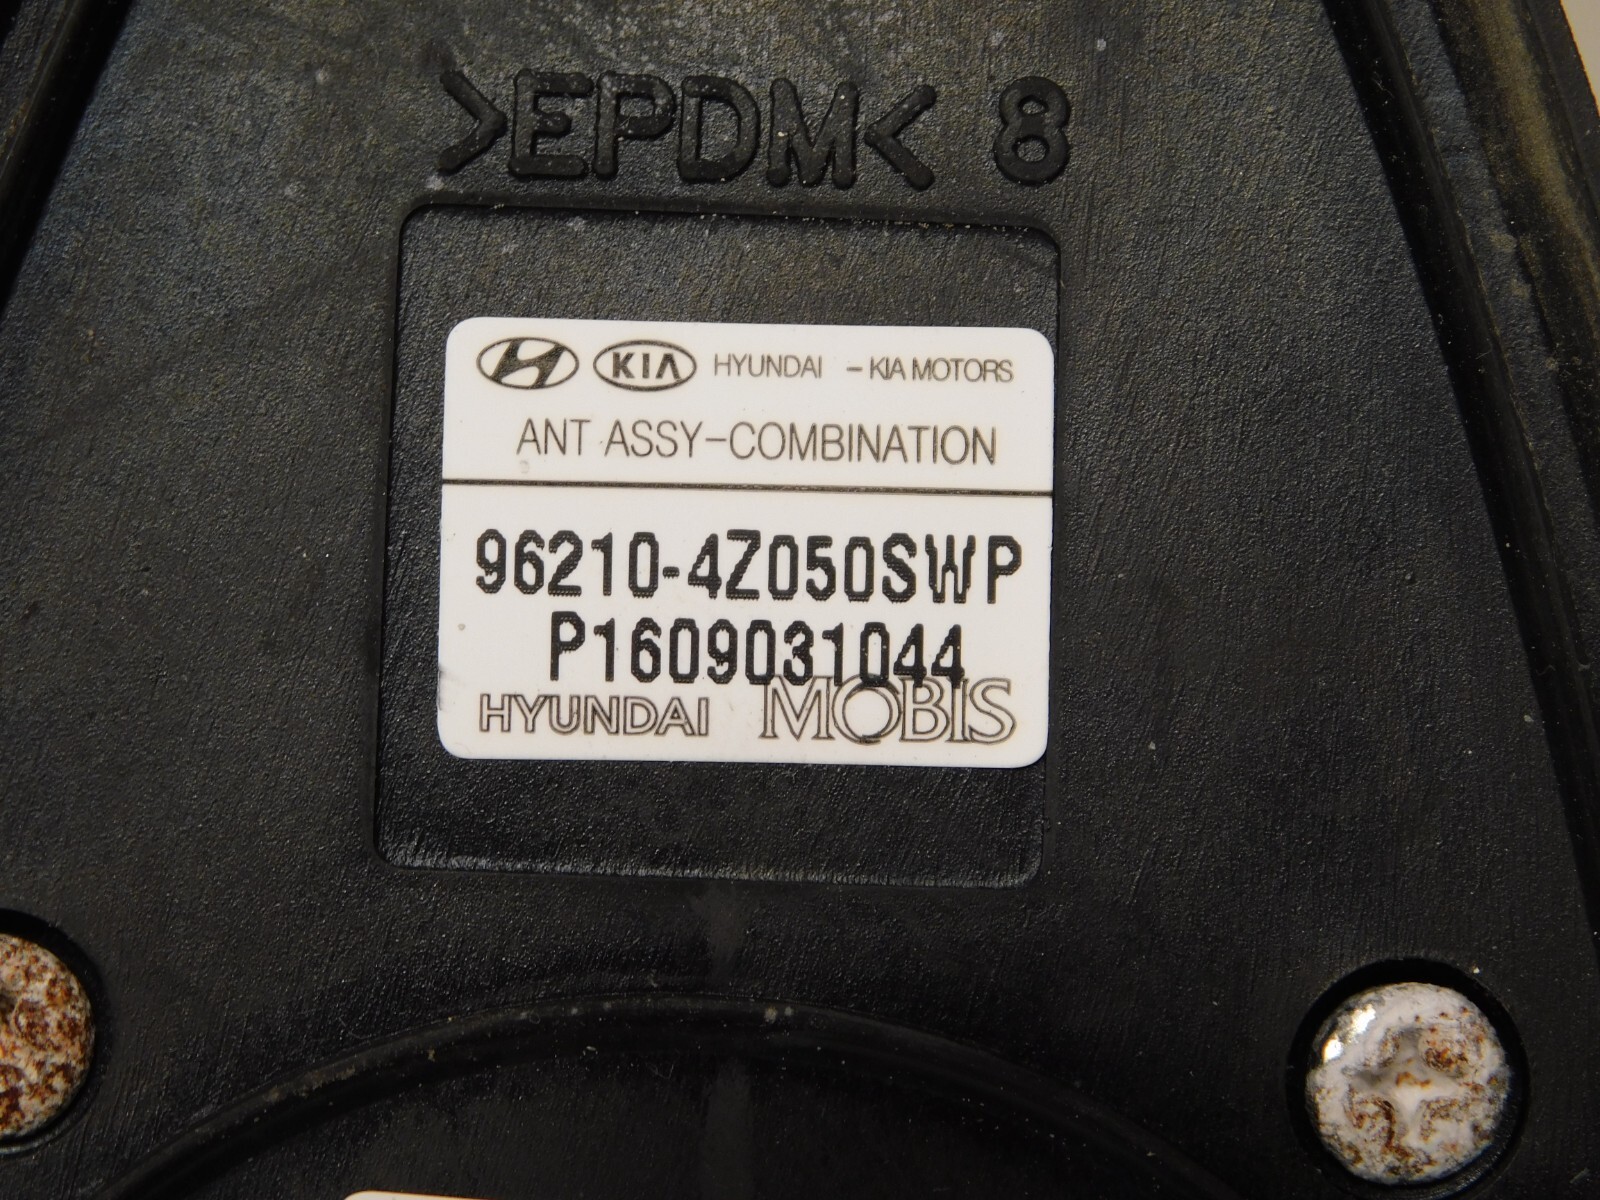 >EPDM< 8
KIA HYUNDAI - KIA MOTORS
ANT ASSY-COMBINATION
96210-4Z050SWP
P1609031044
HYUNDAI MOBIS